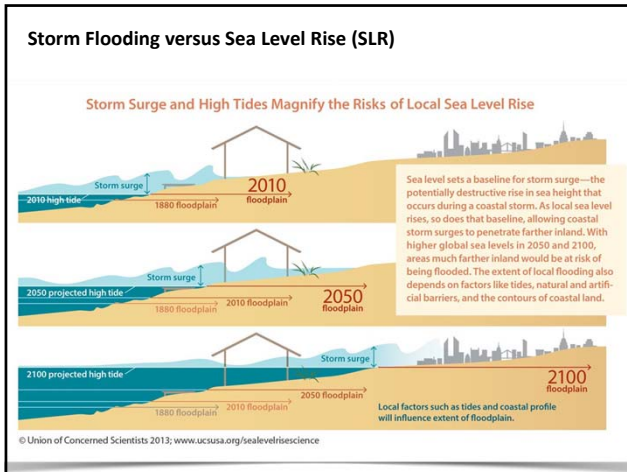 Storm Flooding versus Sea Level Rise (SLR)
Storm Surge and High Tides Magnify the Risks of Local Sea Level Rise
Storm surge
2010 high tide
1880 floodplain
2010
floodplain
Sea level sets a baseline for storm surge—the
potentially destructive rise in sea height that
occurs during a coastal storm. As local sea level
rises, so does that baseline, allowing coastal
storm surges to penetrate farther inland. With
higher global sea levels in 2050 and 2100,
areas much farther inland would be at risk of
being flooded. The extent of local flooding also
depends on factors like tides, natural and artifi-
cial barriers, and the contours of coastal land.
Storm surge
2050 projected high tide
1880 floodplain
2010 floodplain
2050
floodplain
Storm surge
2100 projected high tide
1880 floodplain
2010 floodplain
2050 floodplain
2100
floodplain
Local factors such as tides and coastal profile
will influence extent of floodplain.
© Union of Concerned Scientists 2013; www.ucsusa.org/sealevelrisescience